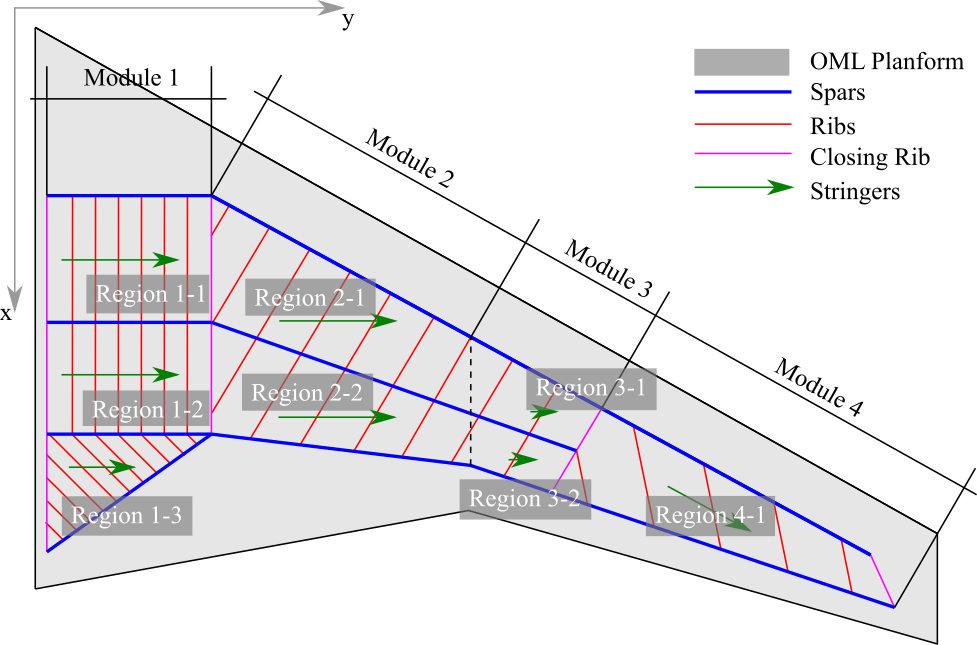 y
Module 1
OML Planform
Spars
Ribs
Closing Rib
Stringers
Module 2
Module 3
x
Region 1-1
Region 2-1
Region 1-2
Region 2-2
Region 3-1
Module 4
Region 1-3
Region 3-2
Region 4-1